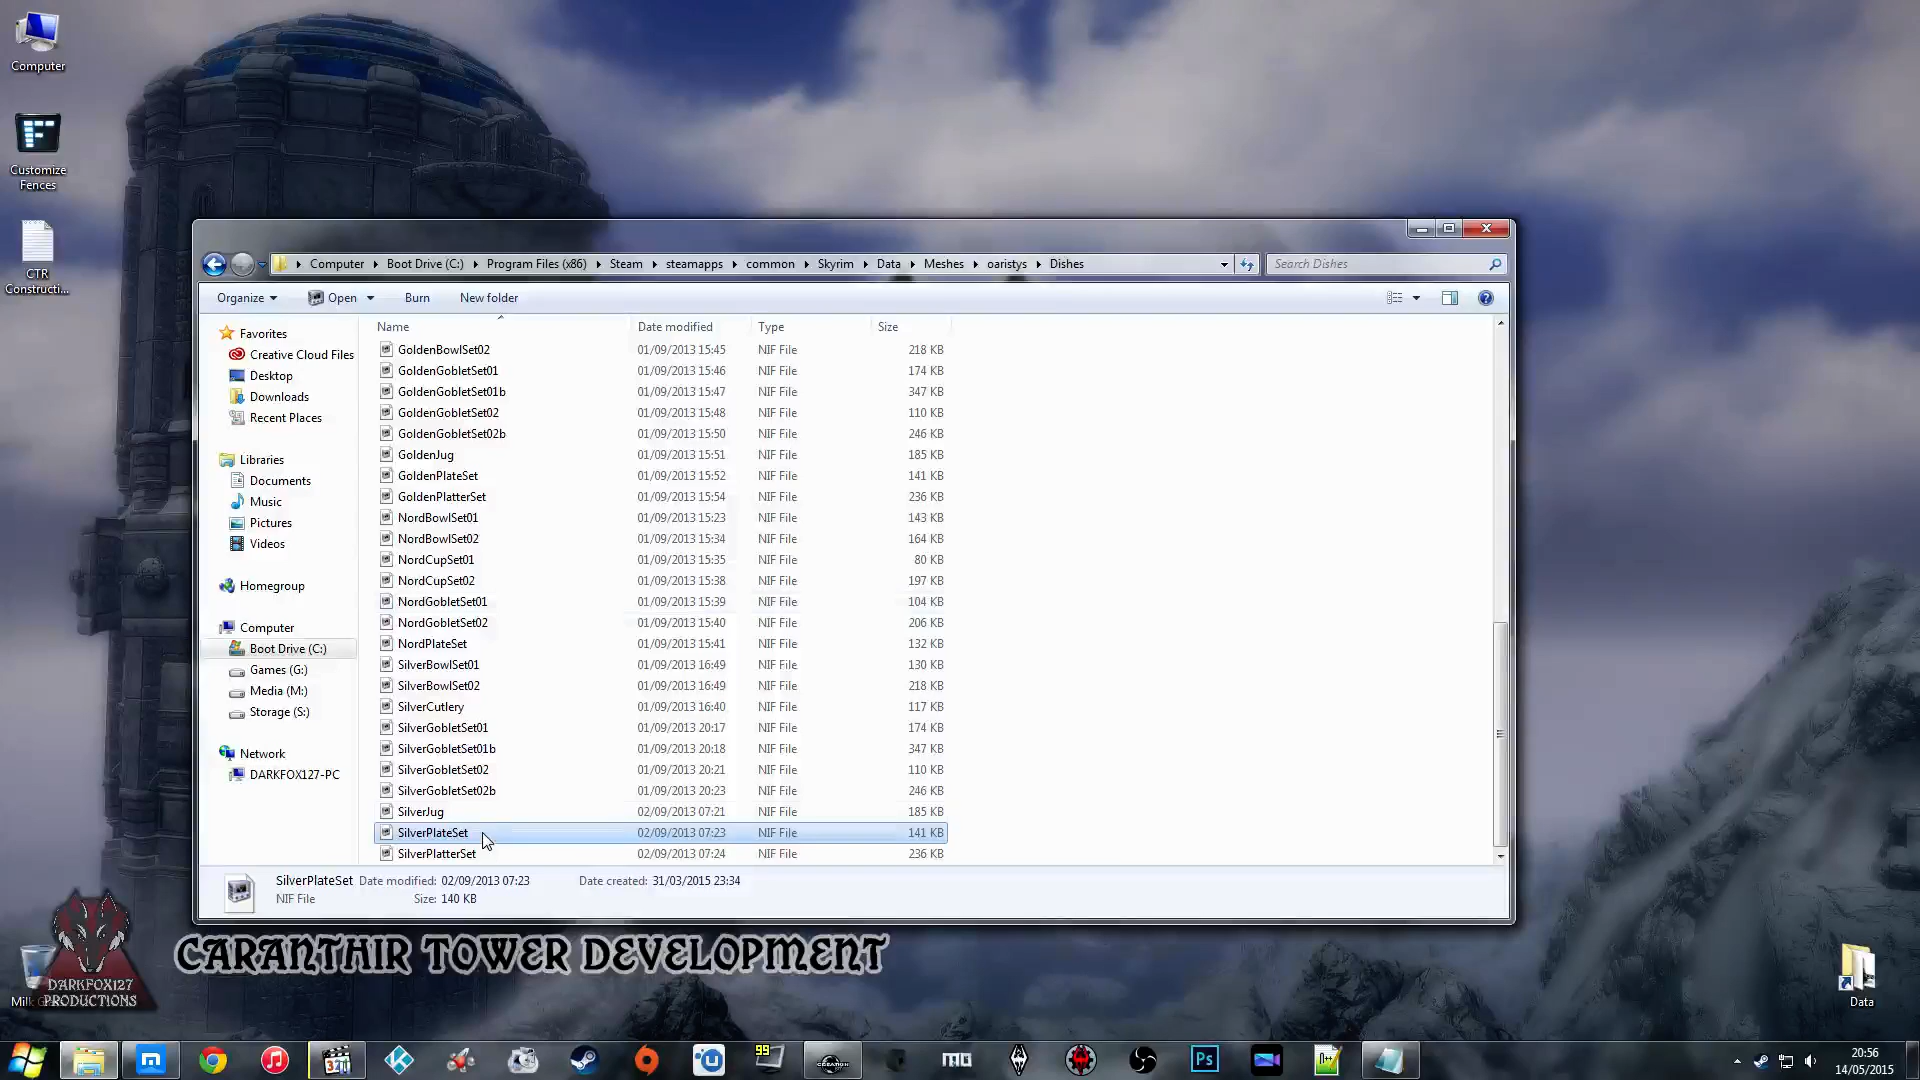 Computer
Customize
Fences
CTR
Constructi...
Computer
Boot Drive (C:)
Program Files (x86)
Steam
steamapps
common
Skyrim
Data
Meshes
oaristys
Dishes
Search Dishes
Organize
Open
Burn
New folder
Name Date modified Type Size
Favorites
Creative Cloud Files
Desktop
Downloads
Recent Places
Libraries
Documents
Music
Pictures
Videos
Homegroup
Computer
Boot Drive (C:)
Games (G:)
Media (M:)
Storage (S:)
Network
DARKFOX127-PC
GoldenBowlSet02 01/09/2013 15:45 NIF File 218 KB
GoldenGobletSet01 01/09/2013 15:46 NIF File 174 KB
GoldenGobletSet01b 01/09/2013 15:47 NIF File 347 KB
GoldenGobletSet02 01/09/2013 15:48 NIF File 110 KB
GoldenGobletSet02b 01/09/2013 15:50 NIF File 246 KB
GoldenJug 01/09/2013 15:51 NIF File 185 KB
GoldenPlateSet 01/09/2013 15:52 NIF File 141 KB
GoldenPlatterSet 01/09/2013 15:54 NIF File 236 KB
NordBowlSet01 01/09/2013 15:23 NIF File 143 KB
NordBowlSet02 01/09/2013 15:34 NIF File 164 KB
NordCupSet01 01/09/2013 15:35 NIF File 80 KB
NordCupSet02 01/09/2013 15:38 NIF File 197 KB
NordGobletSet01 01/09/2013 15:39 NIF File 104 KB
NordGobletSet02 01/09/2013 15:40 NIF File 206 KB
NordPlateSet 01/09/2013 15:41 NIF File 132 KB
SilverBowlSet01 01/09/2013 16:49 NIF File 130 KB
SilverBowlSet02 01/09/2013 16:49 NIF File 218 KB
SilverCutlery 01/09/2013 16:40 NIF File 117 KB
SilverGobletSet01 01/09/2013 20:17 NIF File 174 KB
SilverGobletSet01b 01/09/2013 20:18 NIF File 347 KB
SilverGobletSet02 01/09/2013 20:21 NIF File 110 KB
SilverGobletSet02b 01/09/2013 20:23 NIF File 246 KB
SilverJug 02/09/2013 07:21 NIF File 185 KB
SilverPlateSet 02/09/2013 07:23 NIF File 141 KB
SilverPlatterSet 02/09/2013 07:24 NIF File 236 KB
SilverPlateSet Date modified: 02/09/2013 07:23 Date created: 31/03/2015 23:34
NIF File Size: 140 KB
CARANTHIR TOWER DEVELOPMENT
DARKFOX127
PRODUCTIONS
Milk
Data
99
Ps
20:56
14/05/2015